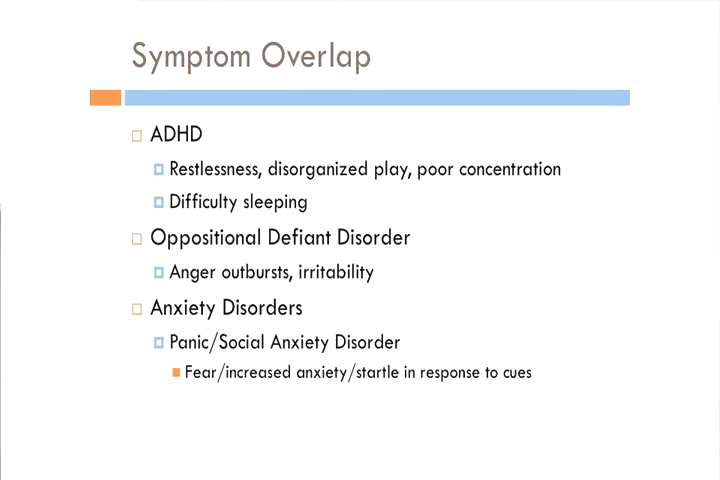 Symptom Overlap
ADHD
Restlessness, disorganized play, poor concentration
Difficulty sleeping
Oppositional Defiant Disorder
Anger outbursts, irritability
Anxiety Disorders
Panic/Social Anxiety Disorder
Fear/increased anxiety/startle in response to cues